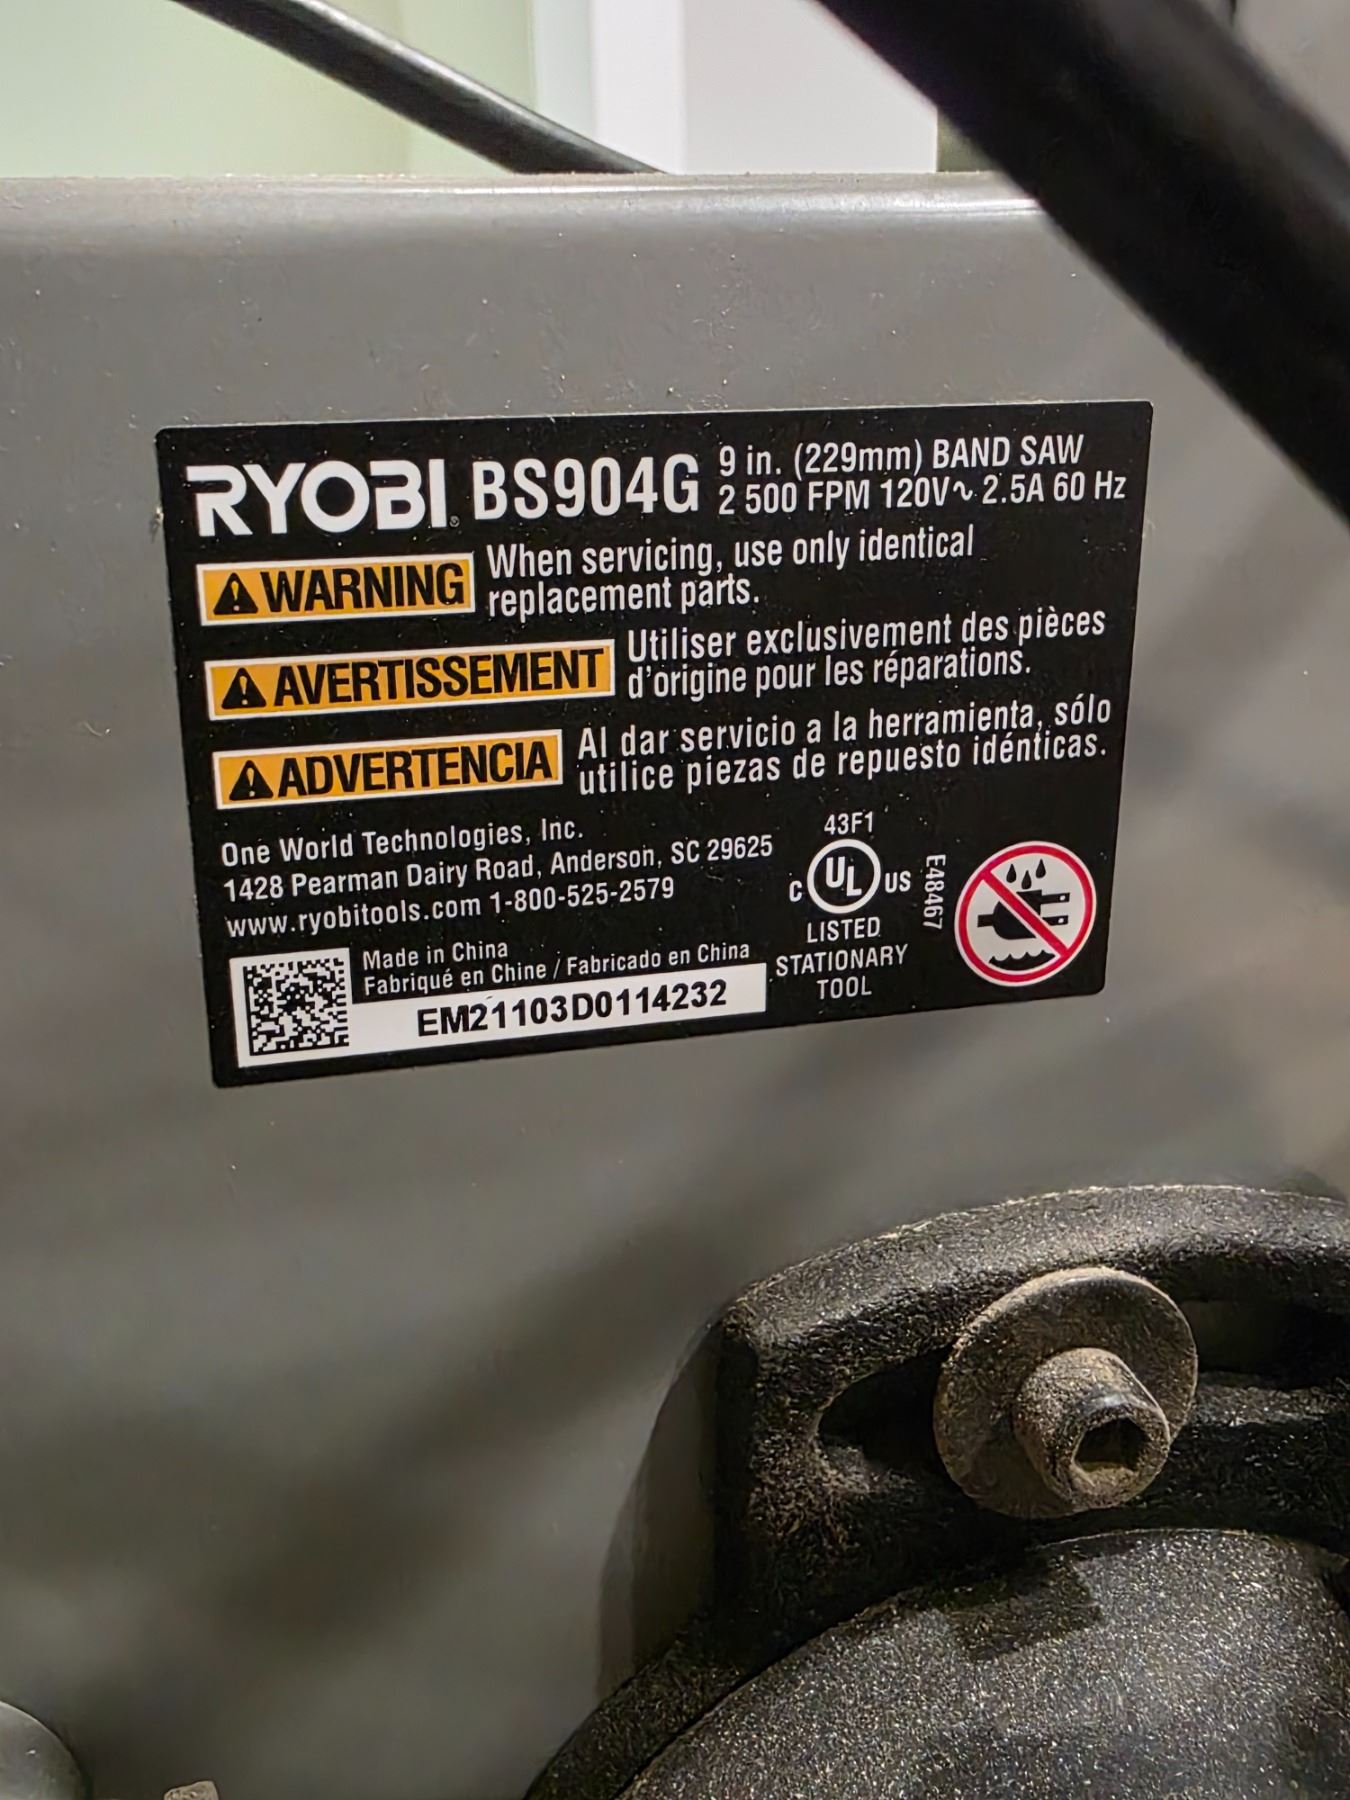 RYOBI BS904G 9 in. (229mm) BAND SAW
2 500 FPM 120V~ 2.5A 60 Hz
WARNING When servicing, use only identical
replacement parts.
AVERTISSEMENT Utiliser exclusivement des pièces
d'origine pour les réparations.
ADVERTENCIA Al dar servicio a la herramienta, sólo
utilice piezas de repuesto idénticas.
One World Technologies, Inc.
1428 Pearman Dairy Road, Anderson, SC 29625
www.ryobitools.com 1-800-525-2579
Made in China
Fabriqué en Chine / Fabricado en China
EM21103D0114232
43F1
C UL US
LISTED
STATIONARY
TOOL
E48467